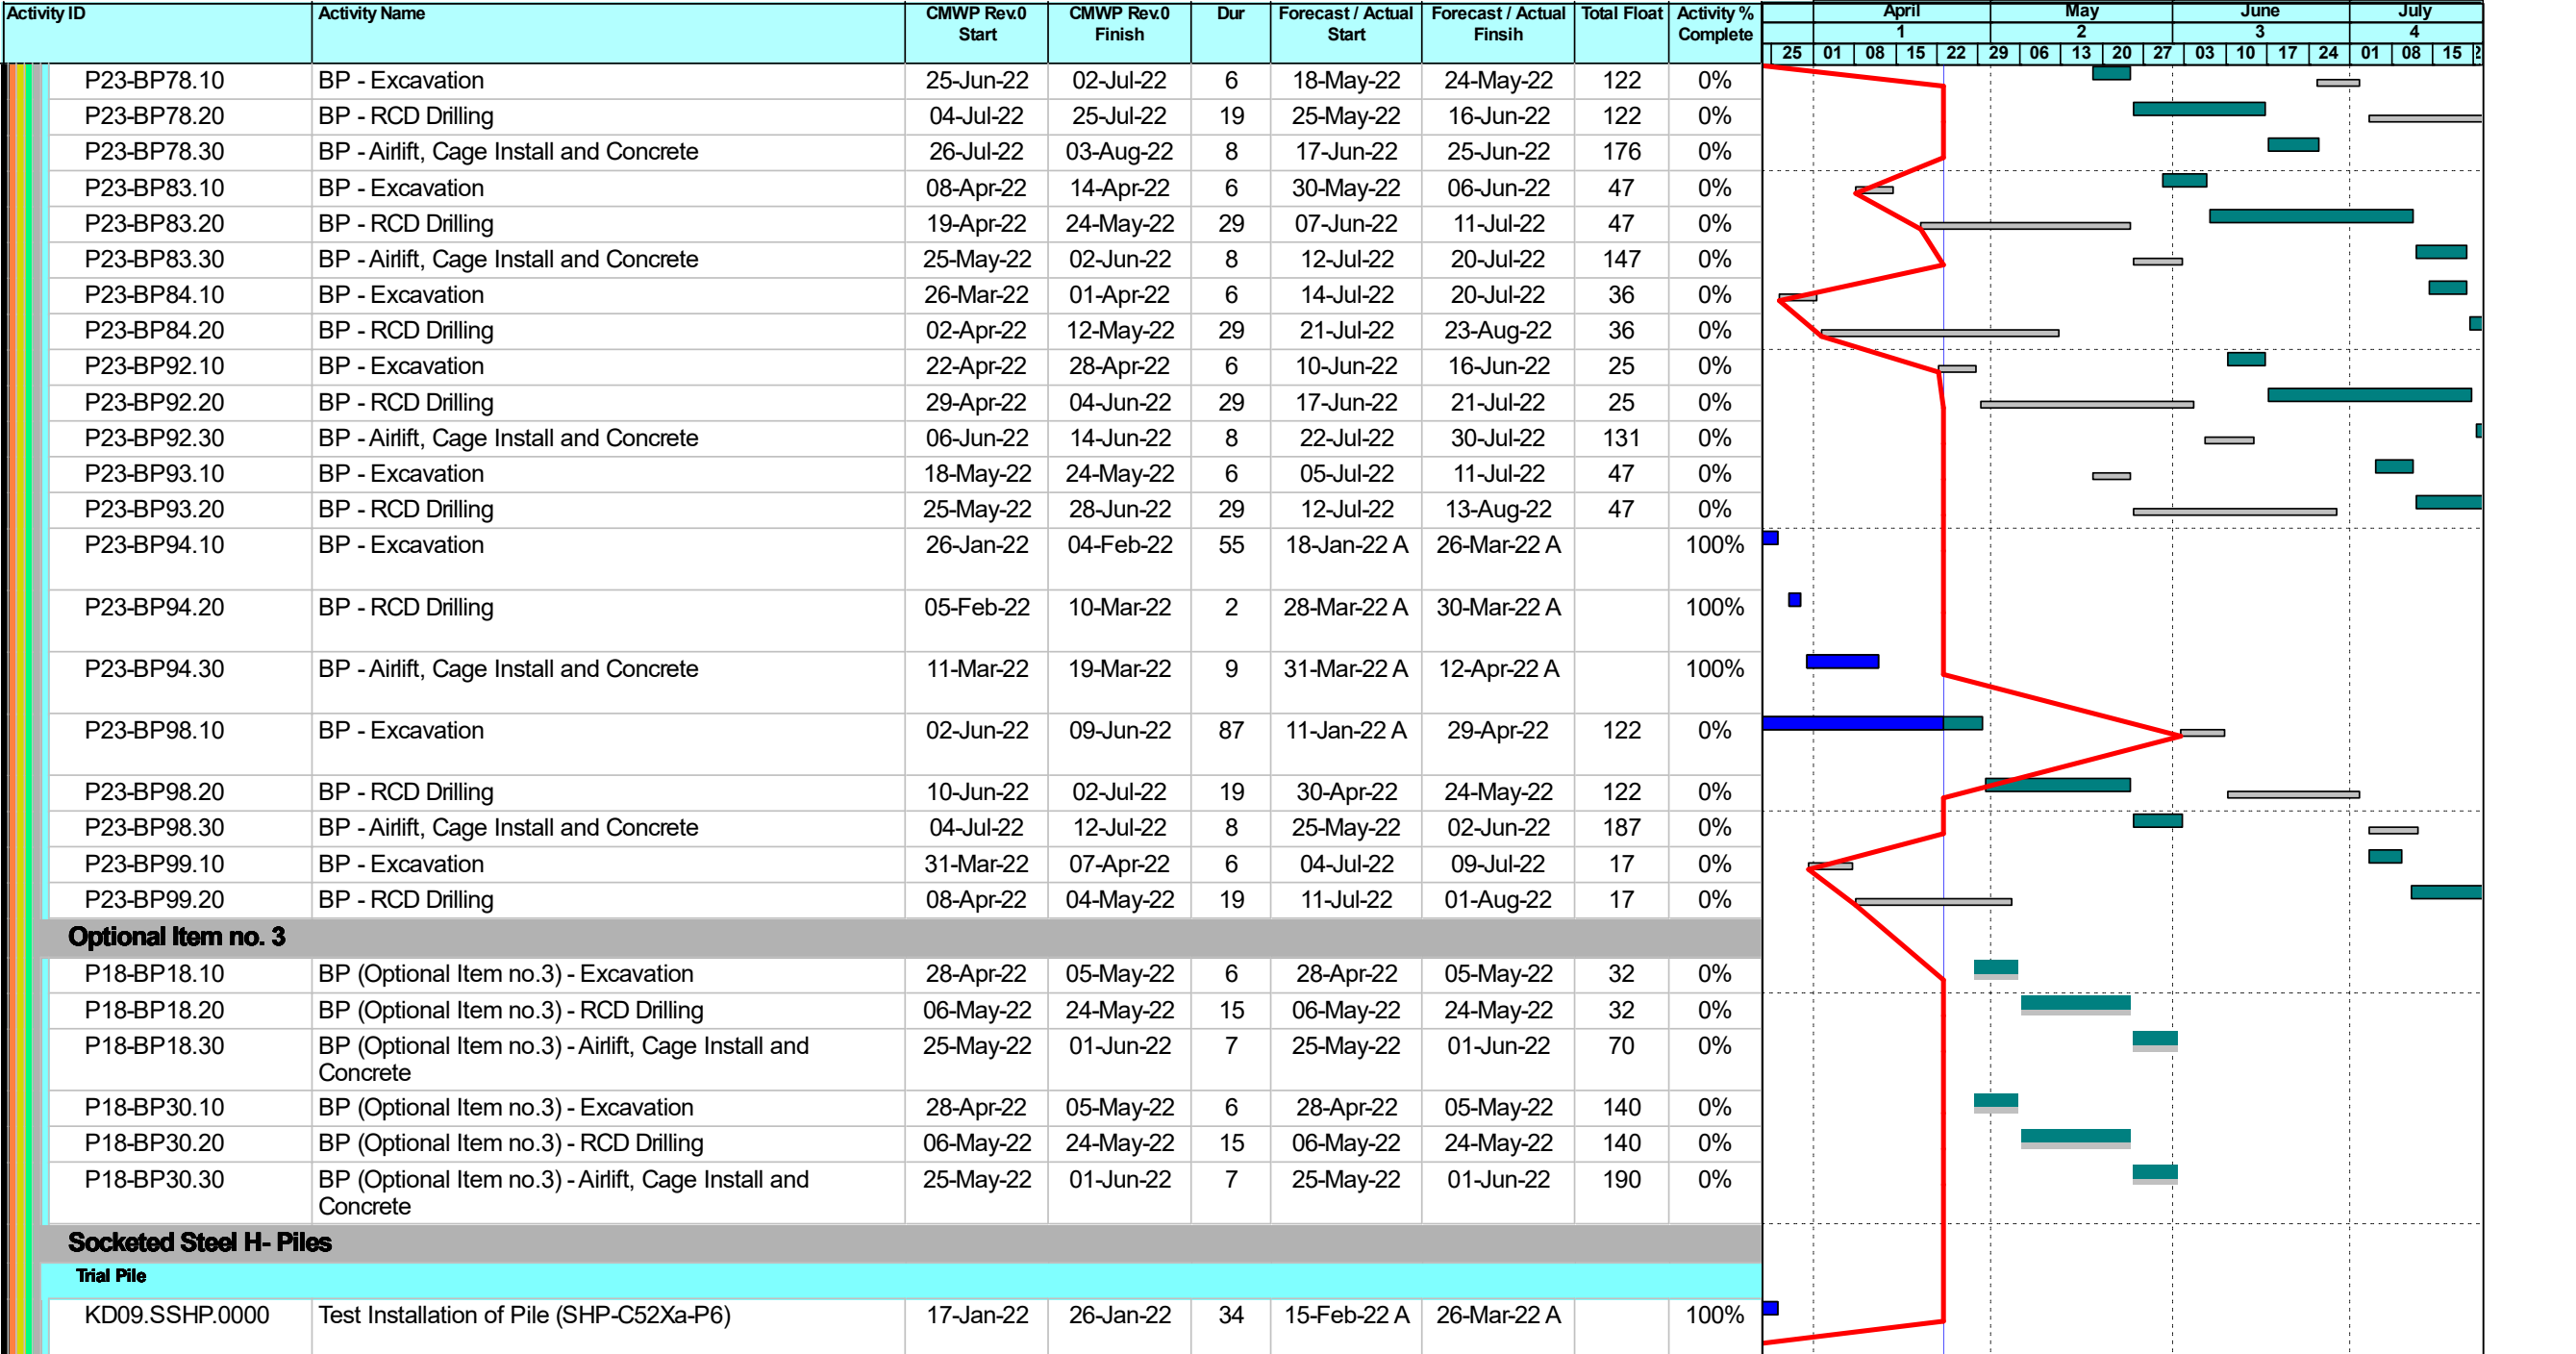 Activity ID Activity Name CMWP Rev.0 Start CMWP Rev.0 Finish Dur Forecast / Actual Start Forecast / Actual Finsih Total Float Activity % Complete April May June July
1 2 3 4
25 01 08 15 22 29 06 13 20 27 03 10 17 24 01 08 15
P23-BP78.10 BP - Excavation 25-Jun-22 02-Jul-22 6 18-May-22 24-May-22 122 0%
P23-BP78.20 BP - RCD Drilling 04-Jul-22 25-Jul-22 19 25-May-22 16-Jun-22 122 0%
P23-BP78.30 BP - Airlift, Cage Install and Concrete 26-Jul-22 03-Aug-22 8 17-Jun-22 25-Jun-22 176 0%
P23-BP83.10 BP - Excavation 08-Apr-22 14-Apr-22 6 30-May-22 06-Jun-22 47 0%
P23-BP83.20 BP - RCD Drilling 19-Apr-22 24-May-22 29 07-Jun-22 11-Jul-22 47 0%
P23-BP83.30 BP - Airlift, Cage Install and Concrete 25-May-22 02-Jun-22 8 12-Jul-22 20-Jul-22 147 0%
P23-BP84.10 BP - Excavation 26-Mar-22 01-Apr-22 6 14-Jul-22 20-Jul-22 36 0%
P23-BP84.20 BP - RCD Drilling 02-Apr-22 12-May-22 29 21-Jul-22 23-Aug-22 36 0%
P23-BP92.10 BP - Excavation 22-Apr-22 28-Apr-22 6 10-Jun-22 16-Jun-22 25 0%
P23-BP92.20 BP - RCD Drilling 29-Apr-22 04-Jun-22 29 17-Jun-22 21-Jul-22 25 0%
P23-BP92.30 BP - Airlift, Cage Install and Concrete 06-Jun-22 14-Jun-22 8 22-Jul-22 30-Jul-22 131 0%
P23-BP93.10 BP - Excavation 18-May-22 24-May-22 6 05-Jul-22 11-Jul-22 47 0%
P23-BP93.20 BP - RCD Drilling 25-May-22 28-Jun-22 29 12-Jul-22 13-Aug-22 47 0%
P23-BP94.10 BP - Excavation 26-Jan-22 04-Feb-22 55 18-Jan-22 A 26-Mar-22 A 100%
P23-BP94.20 BP - RCD Drilling 05-Feb-22 10-Mar-22 2 28-Mar-22 A 30-Mar-22 A 100%
P23-BP94.30 BP - Airlift, Cage Install and Concrete 11-Mar-22 19-Mar-22 9 31-Mar-22 A 12-Apr-22 A 100%
P23-BP98.10 BP - Excavation 02-Jun-22 09-Jun-22 87 11-Jan-22 A 29-Apr-22 122 0%
P23-BP98.20 BP - RCD Drilling 10-Jun-22 02-Jul-22 19 30-Apr-22 24-May-22 122 0%
P23-BP98.30 BP - Airlift, Cage Install and Concrete 04-Jul-22 12-Jul-22 8 25-May-22 02-Jun-22 187 0%
P23-BP99.10 BP - Excavation 31-Mar-22 07-Apr-22 6 04-Jul-22 09-Jul-22 17 0%
P23-BP99.20 BP - RCD Drilling 08-Apr-22 04-May-22 19 11-Jul-22 01-Aug-22 17 0%
Optional Item no. 3
P18-BP18.10 BP (Optional Item no.3) - Excavation 28-Apr-22 05-May-22 6 28-Apr-22 05-May-22 32 0%
P18-BP18.20 BP (Optional Item no.3) - RCD Drilling 06-May-22 24-May-22 15 06-May-22 24-May-22 32 0%
P18-BP18.30 BP (Optional Item no.3) - Airlift, Cage Install and 25-May-22 01-Jun-22 7 25-May-22 01-Jun-22 70 0%
Concrete
P18-BP30.10 BP (Optional Item no.3) - Excavation 28-Apr-22 05-May-22 6 28-Apr-22 05-May-22 140 0%
P18-BP30.20 BP (Optional Item no.3) - RCD Drilling 06-May-22 24-May-22 15 06-May-22 24-May-22 140 0%
P18-BP30.30 BP (Optional Item no.3) - Airlift, Cage Install and 25-May-22 01-Jun-22 7 25-May-22 01-Jun-22 190 0%
Concrete
Socketed Steel H- Piles
Trial Pile
KD09.SSHP.0000 Test Installation of Pile (SHP-C52Xa-P6) 17-Jan-22 26-Jan-22 34 15-Feb-22 A 26-Mar-22 A 100%